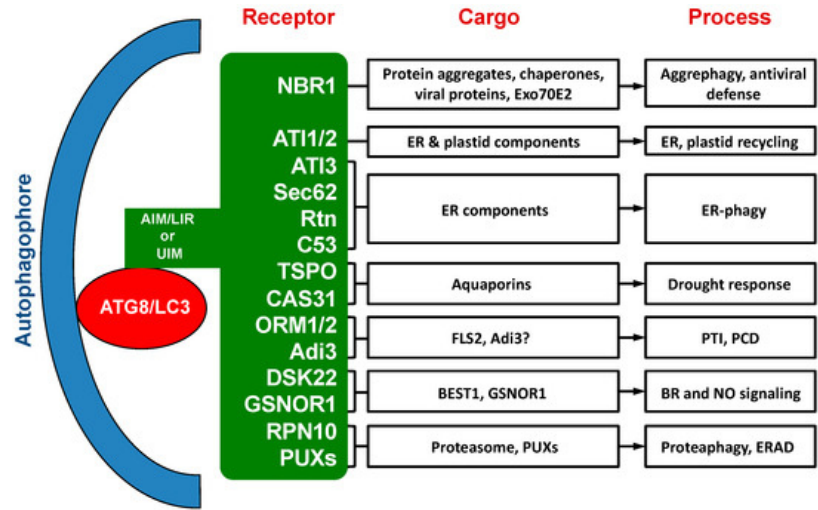 Receptor
Cargo
Process
Autophagophore
AIM/LIR
or
UIM
ATG8/LC3
NBR1
Protein aggregates, chaperones,
viral proteins, Exo70E2
Aggrephagy, antiviral
defense
ATI1/2
ER & plastid components
ER, plastid recycling
ATI3
Sec62
Rtn
C53
ER components
ER-phagy
TSPO
CAS31
Aquaporins
Drought response
ORM1/2
Adi3
FLS2, Adi3?
PTI, PCD
DSK22
GSNOR1
BEST1, GSNOR1
BR and NO signaling
RPN10
PUXs
Proteasome, PUXs
Proteaphagy, ERAD